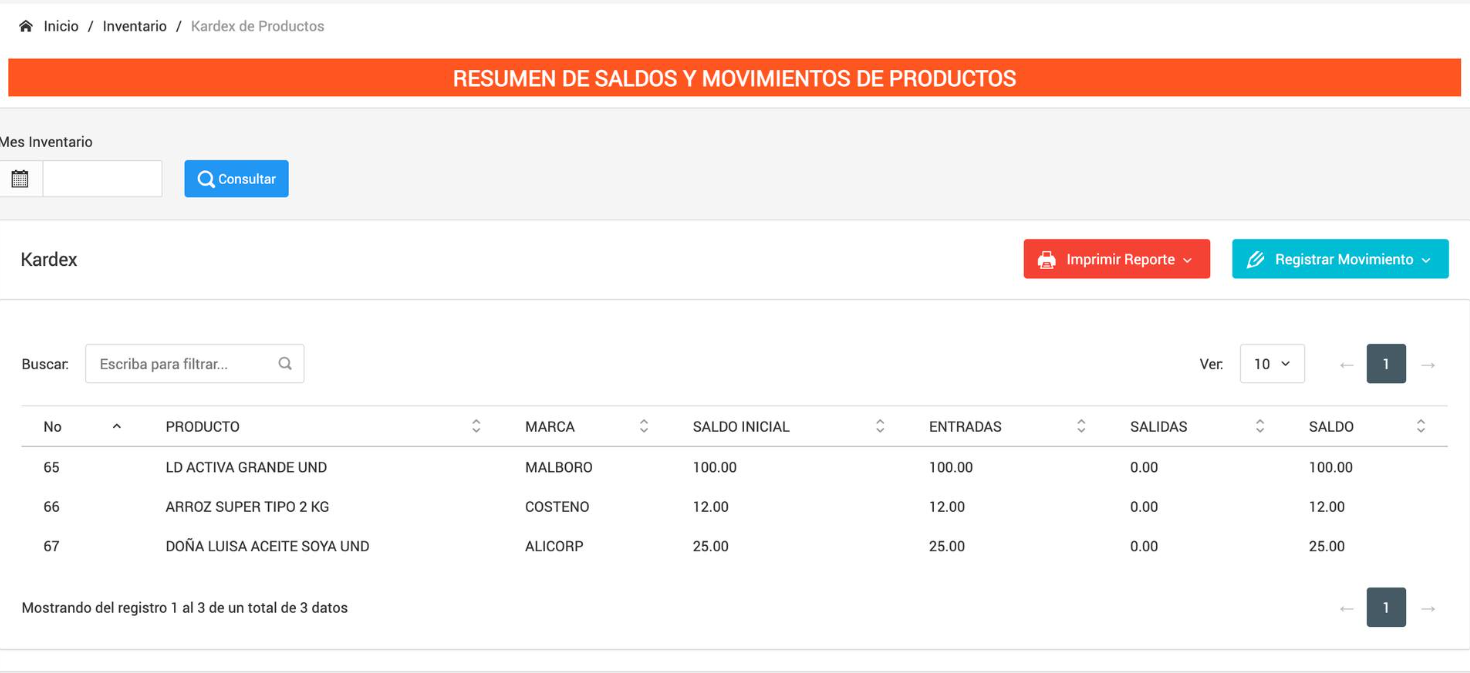 Inicio / Inventario / Kardex de Productos
RESUMEN DE SALDOS Y MOVIMIENTOS DE PRODUCTOS
Mes Inventario
Consultar
Kardex Imprimir Reporte Registrar Movimiento
Buscar: Escriba para filtrar... Ver: 10 ← 1 →
No PRODUCTO MARCA SALDO INICIAL ENTRADAS SALIDAS SALDO
65 LD ACTIVA GRANDE UND MALBORO 100.00 100.00 0.00 100.00
66 ARROZ SUPER TIPO 2 KG COSTENO 12.00 12.00 0.00 12.00
67 DOÑA LUISA ACEITE SOYA UND ALICORP 25.00 25.00 0.00 25.00
Mostrando del registro 1 al 3 de un total de 3 datos ← 1 →